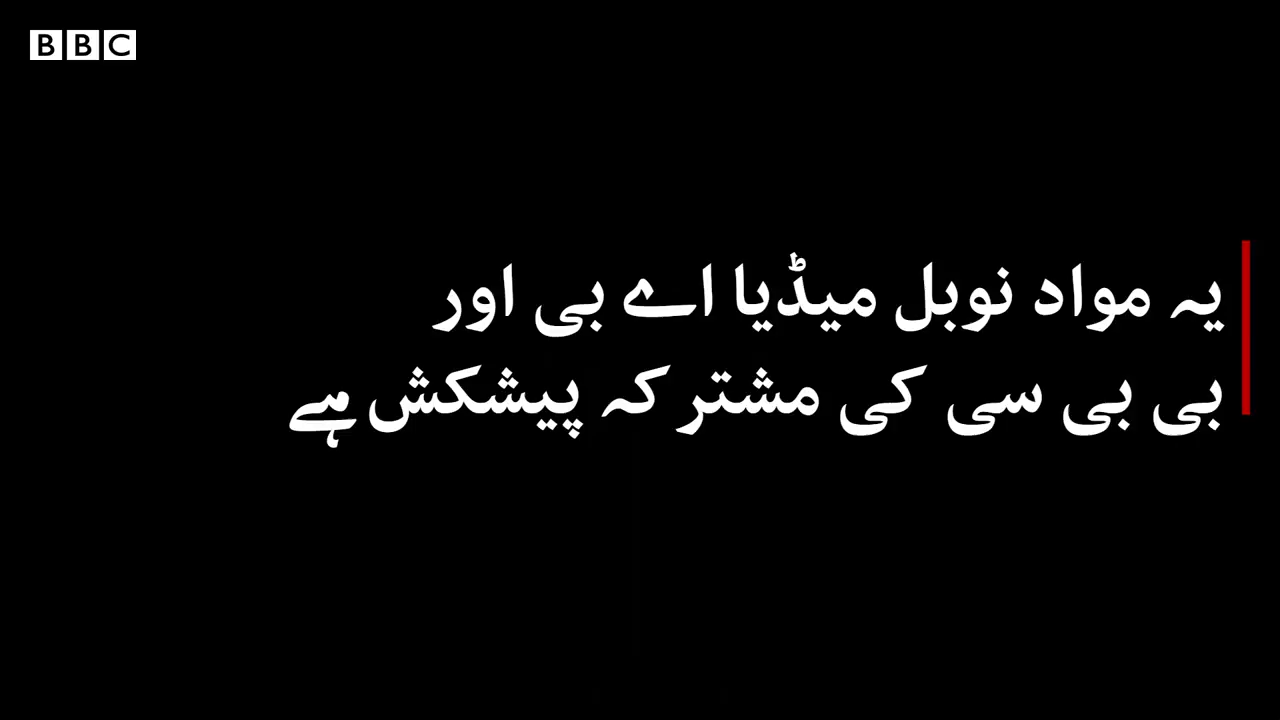 BBC
یہ مواد نوبل میڈیا اے بی اور
بی بی سی کی مشترکہ پیشکش ہے